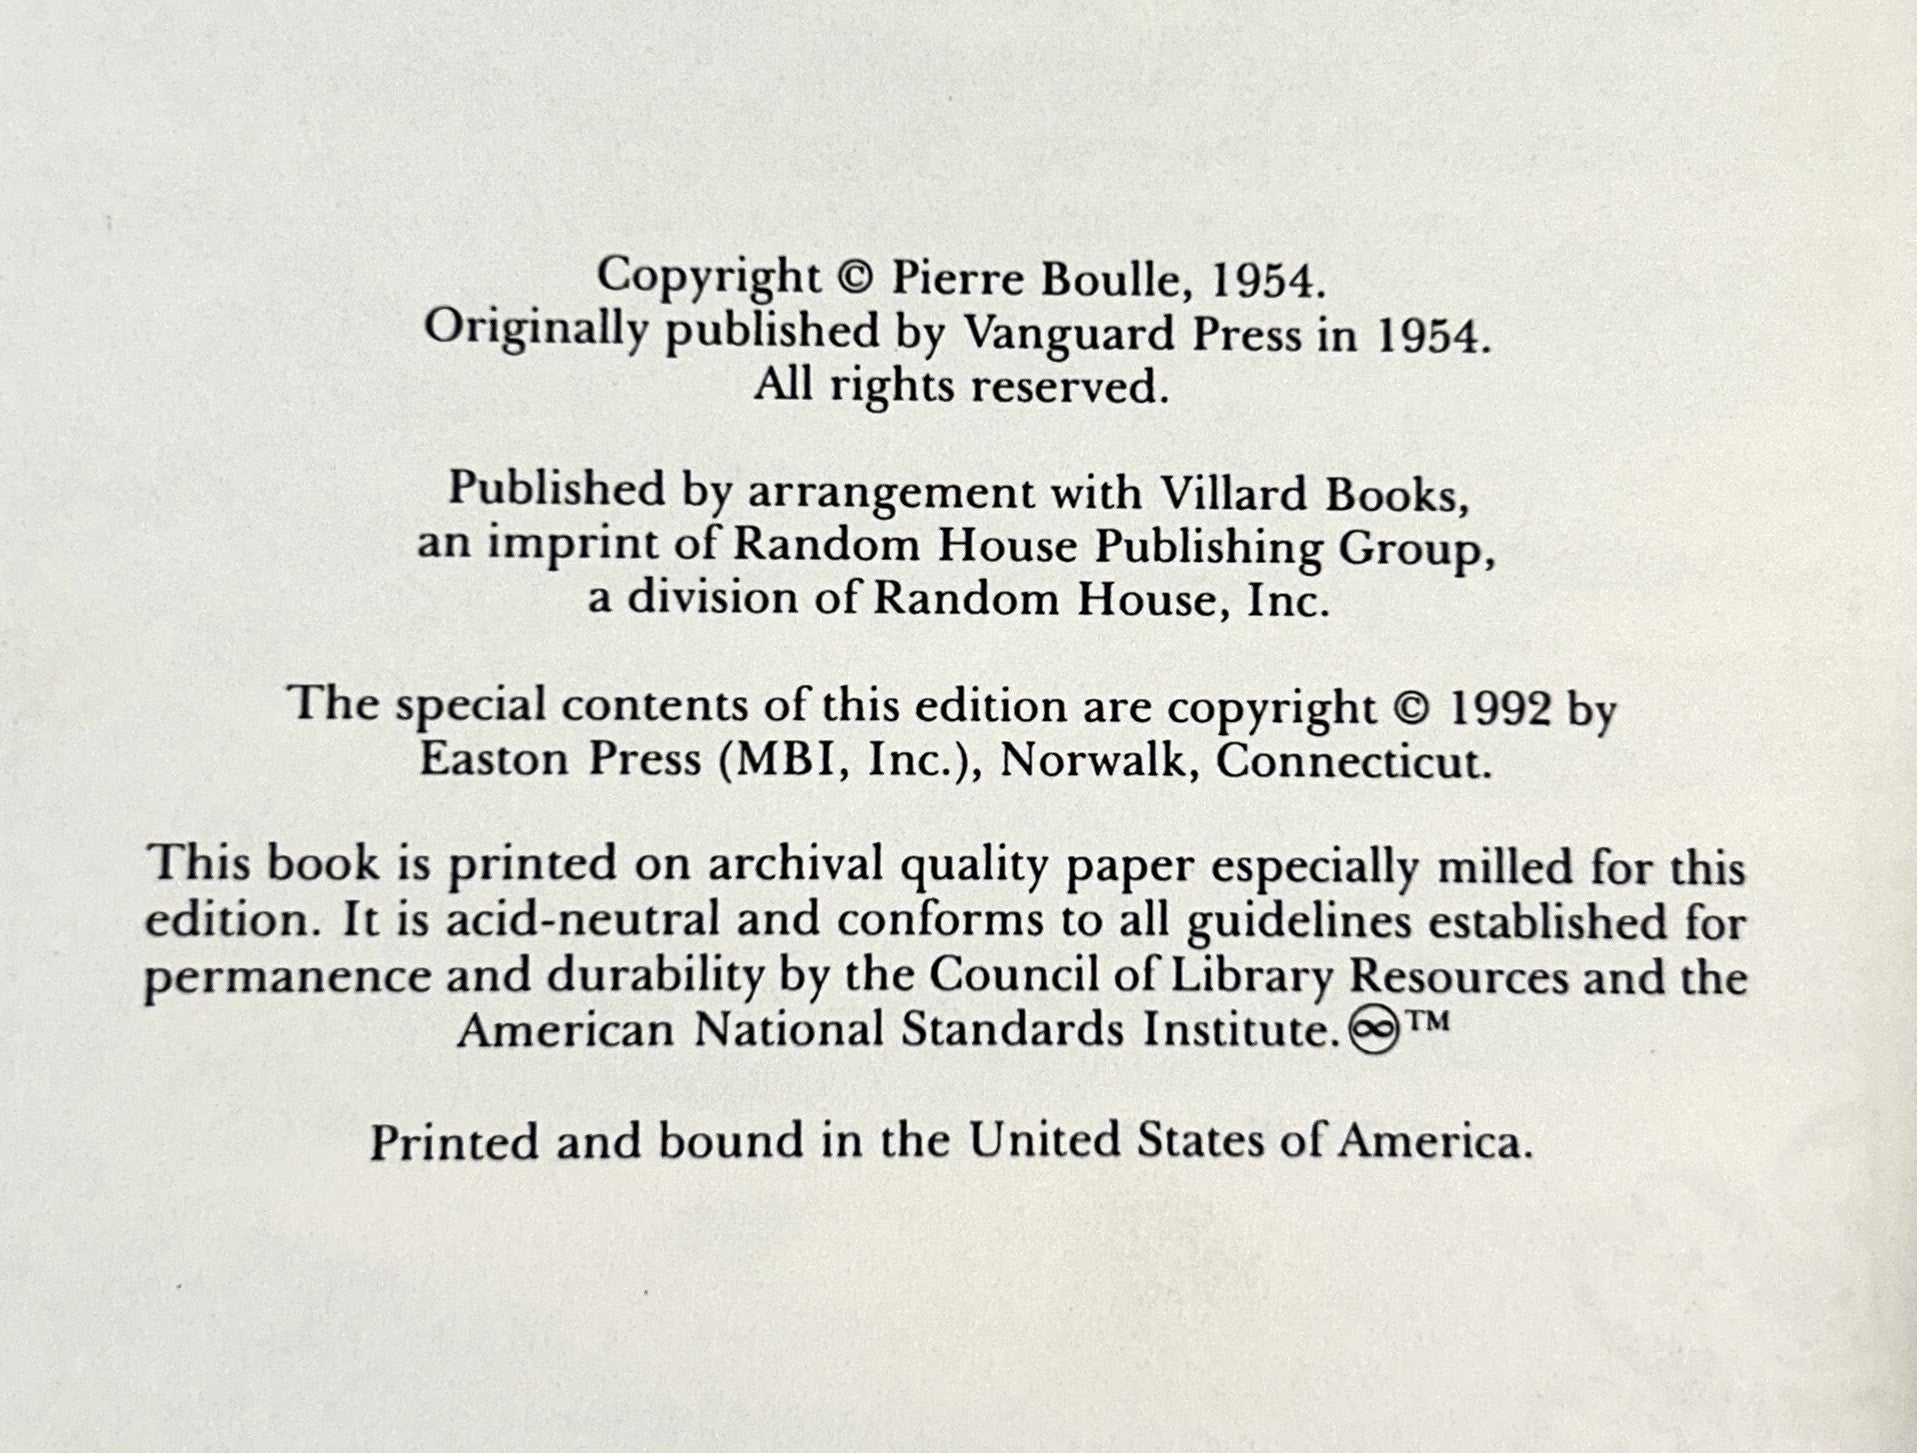 Copyright © Pierre Boulle, 1954.
Originally published by Vanguard Press in 1954.
All rights reserved.
Published by arrangement with Villard Books,
an imprint of Random House Publishing Group,
a division of Random House, Inc.
The special contents of this edition are copyright © 1992 by
Easton Press (MBI, Inc.), Norwalk, Connecticut.
This book is printed on archival quality paper especially milled for this
edition. It is acid-neutral and conforms to all guidelines established for
permanence and durability by the Council of Library Resources and the
American National Standards Institute.♾™
Printed and bound in the United States of America.